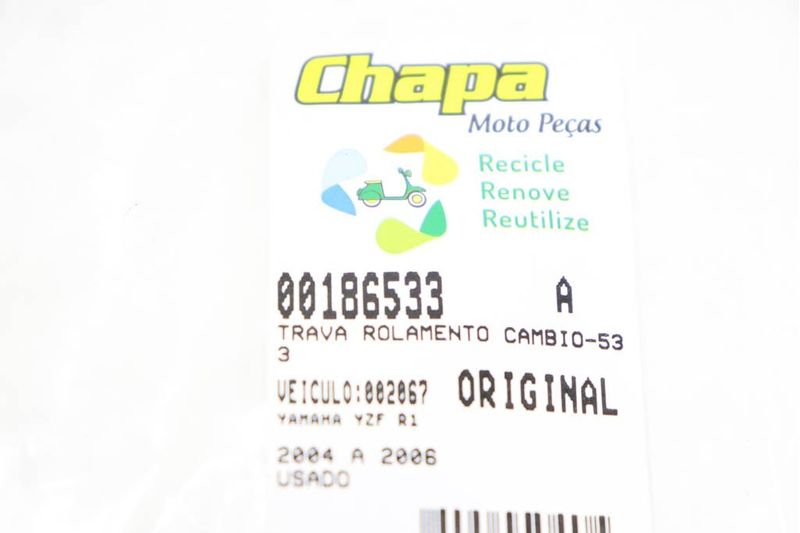 Chapa
Moto Peças
Recicle
Renove
Reutilize
00186533 A
TRAVA ROLAMENTO CAMBIO-53
3
VEICULO:002067 ORIGINAL
YAMAHA YZF R1
2004 A 2006
USADO